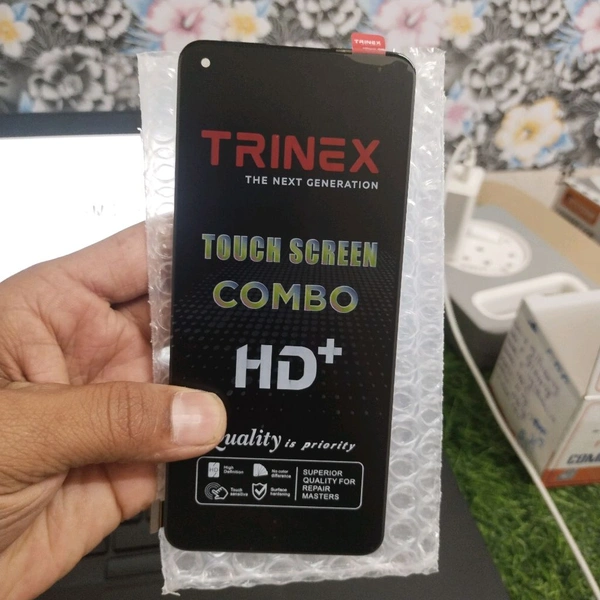 TRINEX
TRINEX
THE NEXT GENERATION
TOUCH SCREEN
COMBO
HD+
Quality is priority
HD
High
Definition
No color
difference
Touch
sensitive
Surface
hardening
SUPERIOR
QUALITY FOR
REPAIR
MASTERS